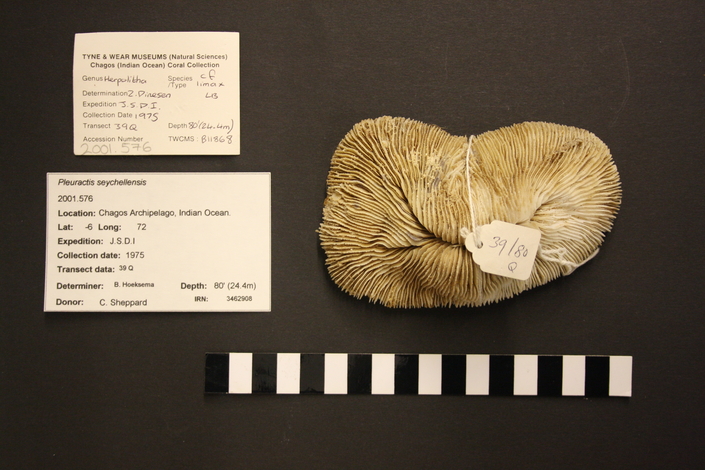 TYNE & WEAR MUSEUMS (Natural Sciences)
Chagos (Indian Ocean) Coral Collection
Genus Herpolitha Species cf
/Type limax
Determination Z. Dinesen
Expedition J.S.D.I.
Collection Date 1975
Transect 39Q Depth 80'(24.4m)
Accession Number TWCMS: B11868
2001.576
Pleuractis seychellensis
2001.576
Location: Chagos Archipelago, Indian Ocean.
Lat: -6 Long: 72
Expedition: J.S.D.I
Collection date: 1975
Transect data: 39 Q
Determiner: B. Hoeksema Depth: 80' (24.4m)
Donor: C. Sheppard IRN: 3462908
39/80
Q